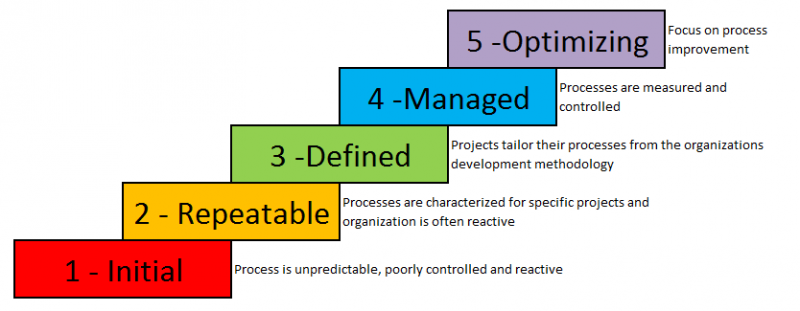 5 -Optimizing
Focus on process
improvement
4 -Managed
Processes are measured and
controlled
3 -Defined
Projects tailor their processes from the organizations
development methodology
2 - Repeatable
Processes are characterized for specific projects and
organization is often reactive
1 - Initial
Process is unpredictable, poorly controlled and reactive